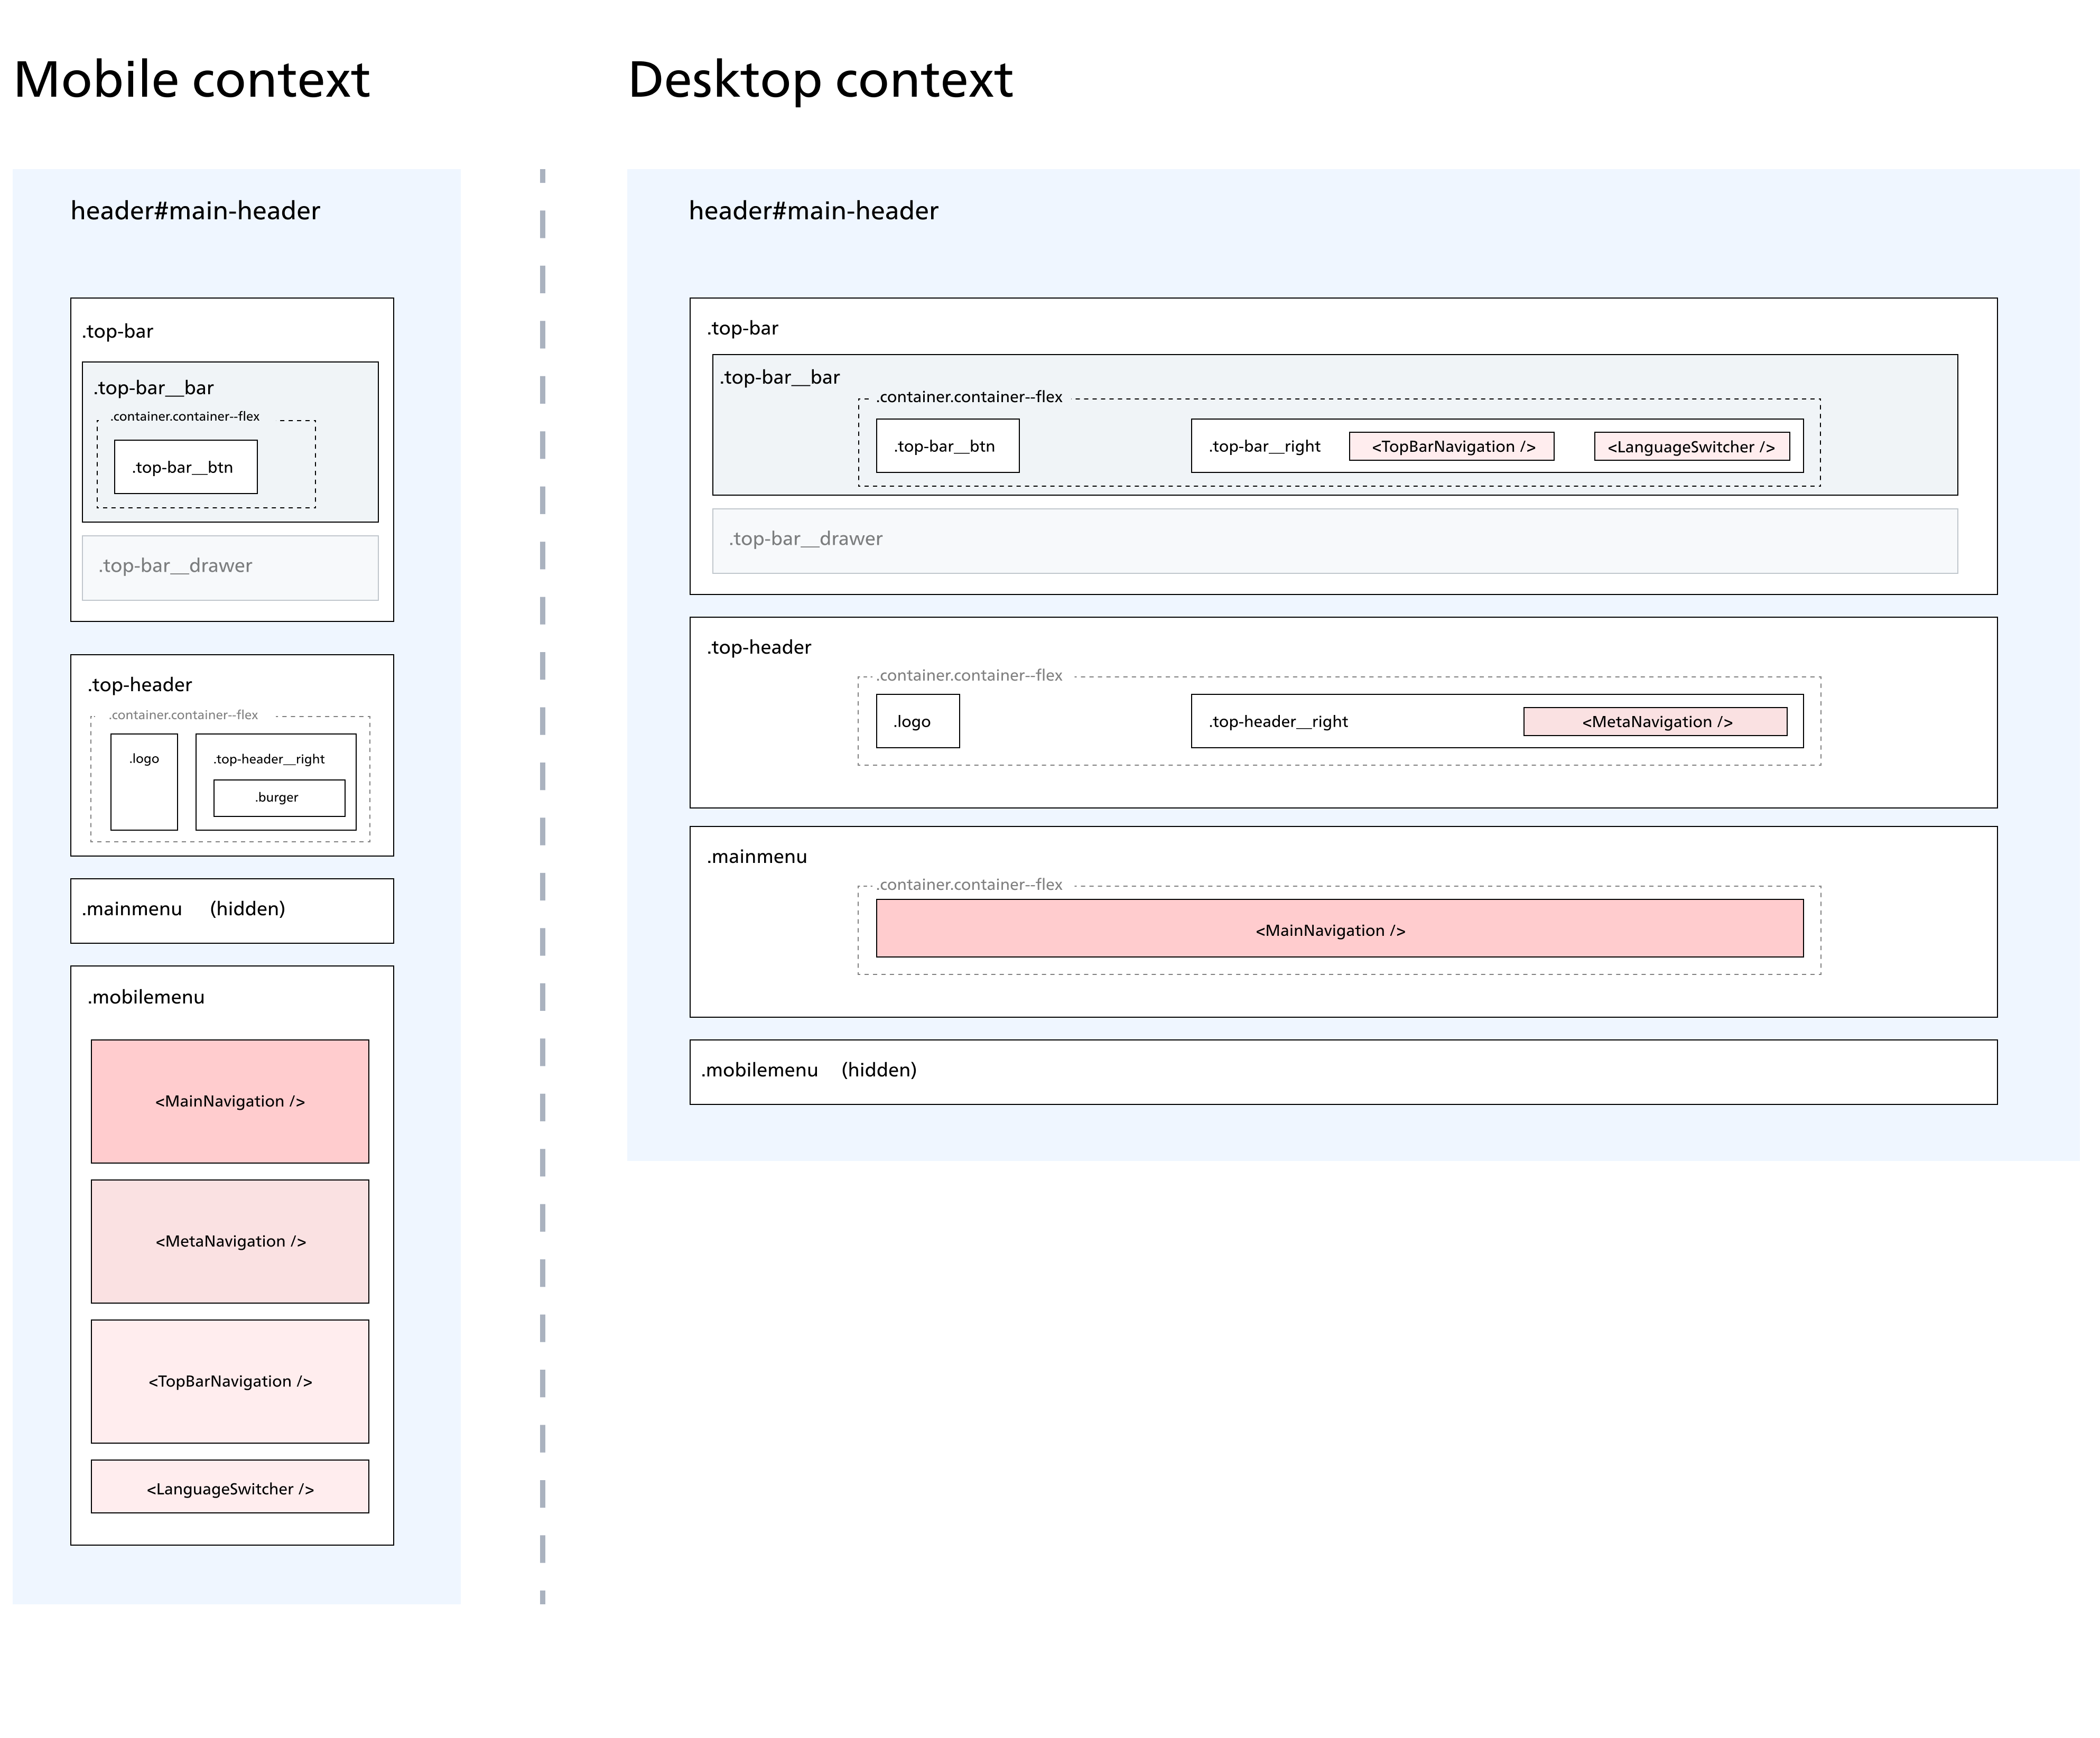 Mobile context
header#main-header
.top-bar
.top-bar__bar
.container.container--flex
.top-bar__btn
.top-bar__drawer
.top-header
.container.container--flex
.logo
.top-header__right
.burger
.mainmenu (hidden)
.mobilemenu
<MainNavigation />
<MetaNavigation />
<TopBarNavigation />
<LanguageSwitcher />
Desktop context
header#main-header
.top-bar
.top-bar__bar
.container.container--flex
.top-bar__btn
.top-bar__right
<TopBarNavigation />
<LanguageSwitcher />
.top-bar__drawer
.top-header
.container.container--flex
.logo
.top-header__right
<MetaNavigation />
.mainmenu
.container.container--flex
<MainNavigation />
.mobilemenu (hidden)